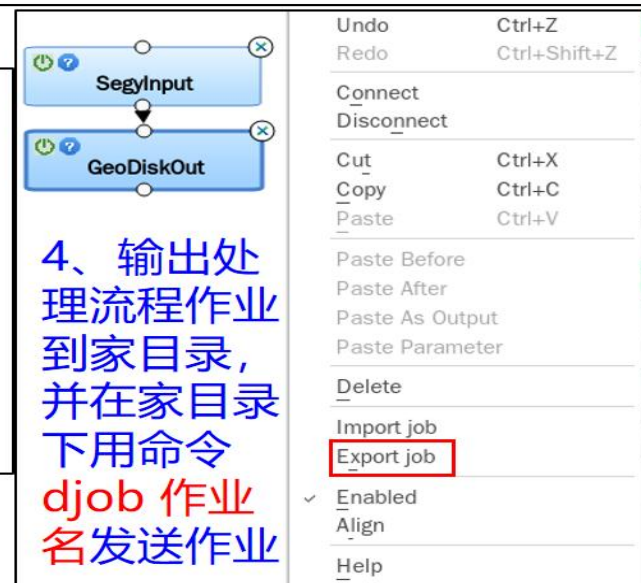 SegyInput
GeoDiskOut
4、输出处
理流程作业
到家目录，
并在家目录
下用命令
djob 作业
名发送作业
Undo Ctrl+Z
Redo Ctrl+Shift+Z
Connect
Disconnect
Cut Ctrl+X
Copy Ctrl+C
Paste Ctrl+V
Paste Before
Paste After
Paste As Output
Paste Parameter
Delete
Import job
Export job
Enabled
Align
Help